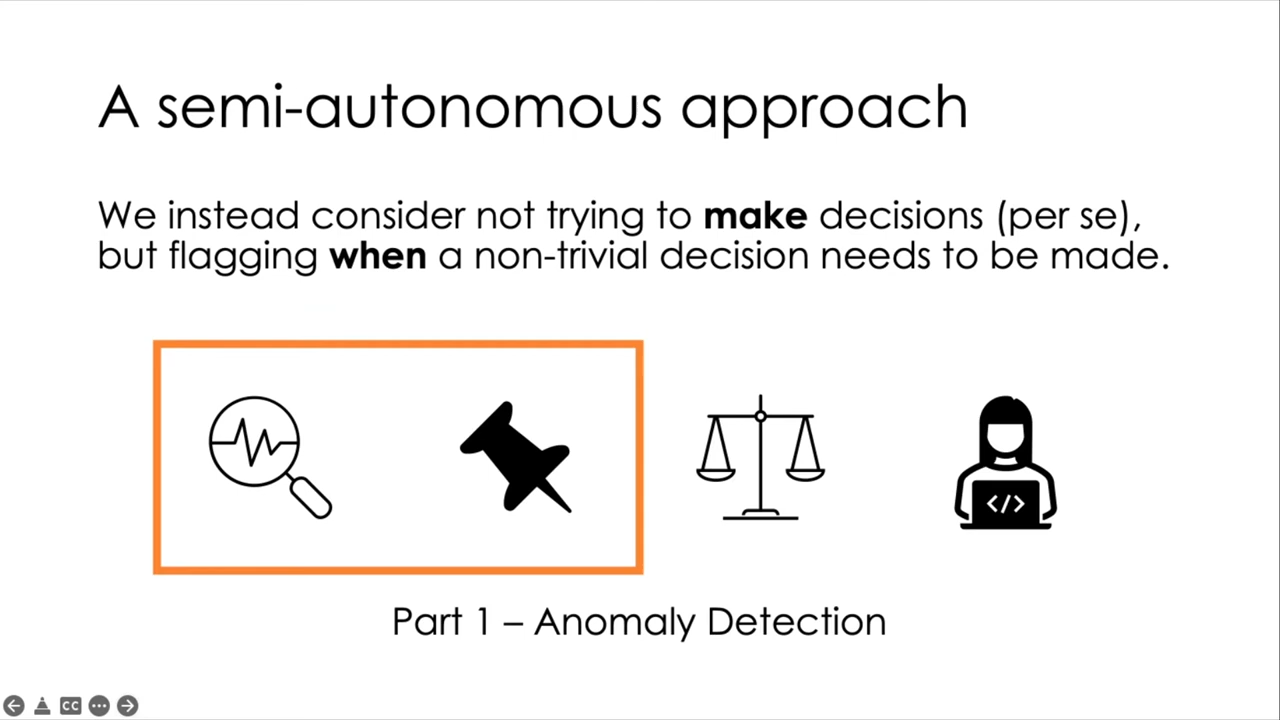 A semi-autonomous approach
We instead consider not trying to make decisions (per se),
but flagging when a non-trivial decision needs to be made.
</>
Part 1 – Anomaly Detection
CC